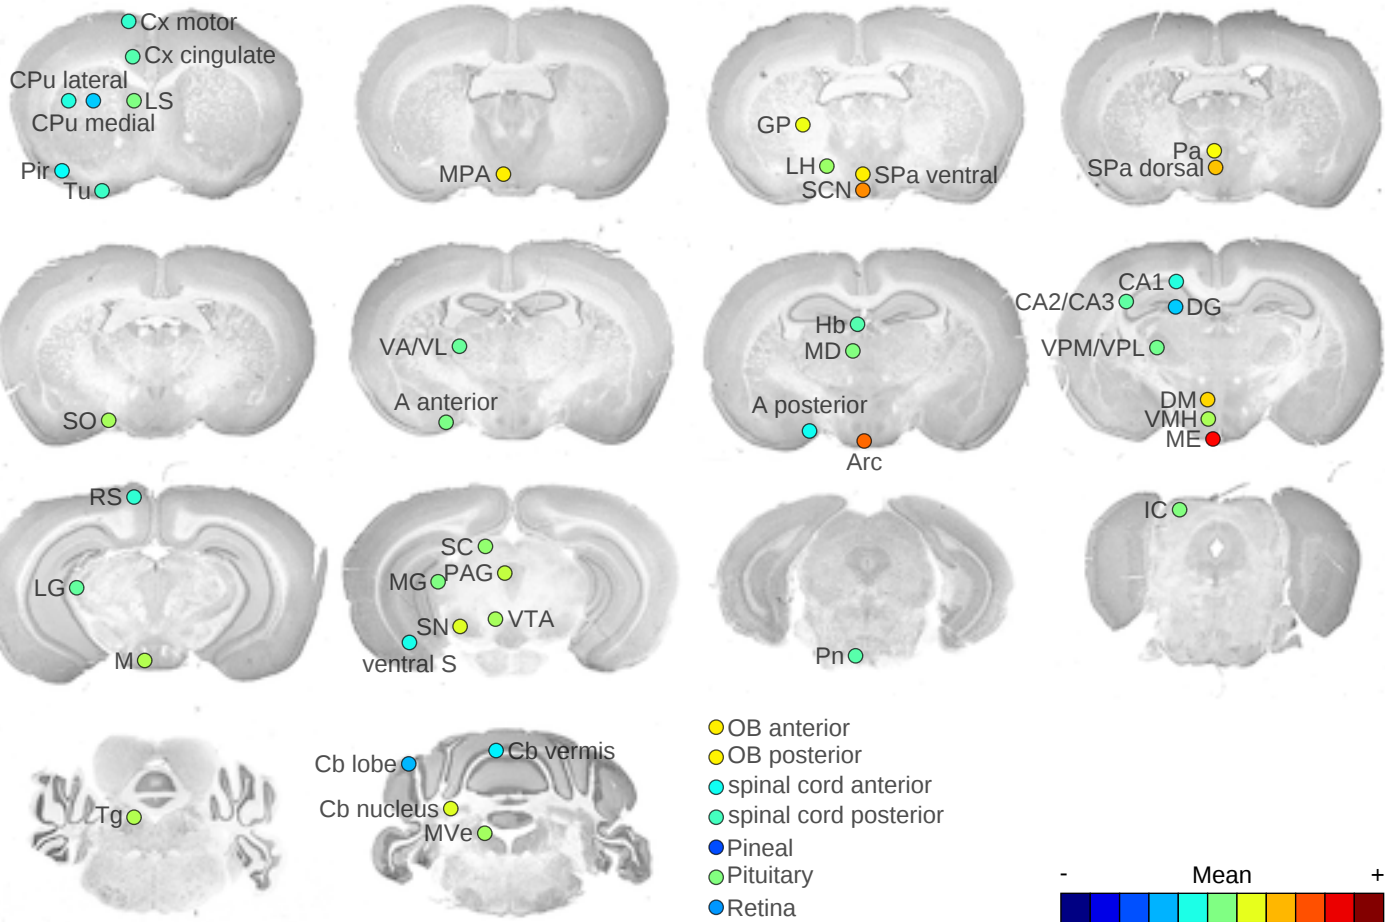 Cx motor
Cx cingulate
CPu lateral
LS
CPu medial
Pir
Tu
MPA
GP
LH
SPa ventral
SCN
Pa
SPa dorsal
SO
VA/VL
A anterior
Hb
MD
A posterior
Arc
CA1
CA2/CA3
DG
VPM/VPL
DM
VMH
ME
RS
LG
M
SC
MG PAG
SN VTA
ventral S
Pn
IC
Tg
Cb lobe Cb vermis
Cb nucleus
MVe
OB anterior
OB posterior
spinal cord anterior
spinal cord posterior
Pineal
Pituitary
Retina
- Mean +